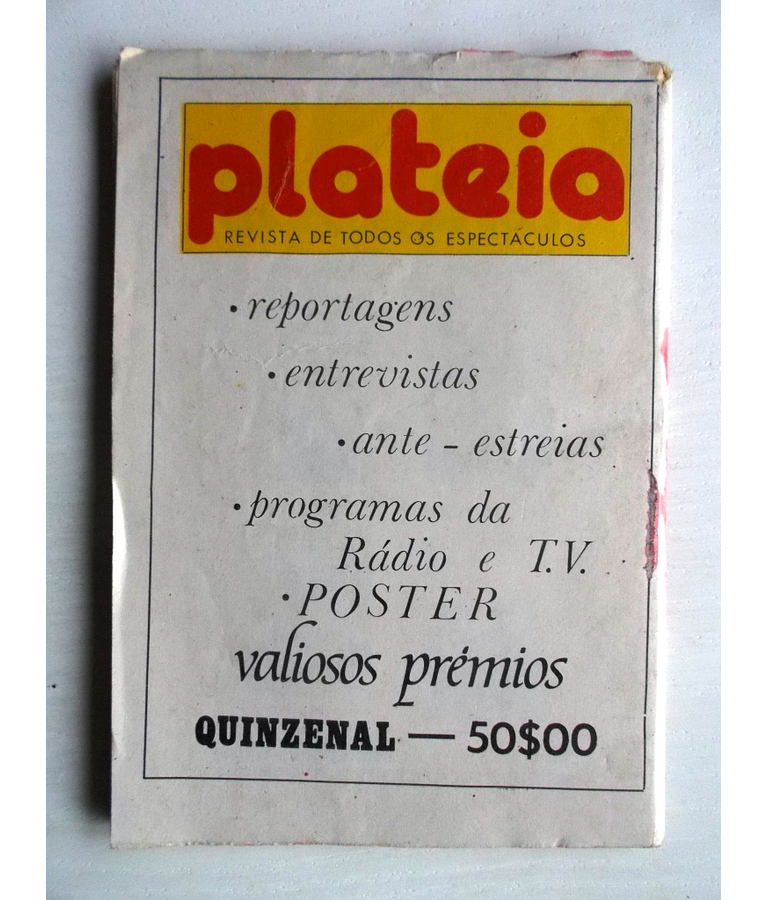 plateia
REVISTA DE TODOS OS ESPECTÁCULOS
• reportagens
• entrevistas
• ante - estreias
• programas da
Rádio e T.V.
• POSTER
valiosos prémios
QUINZENAL — 50$00